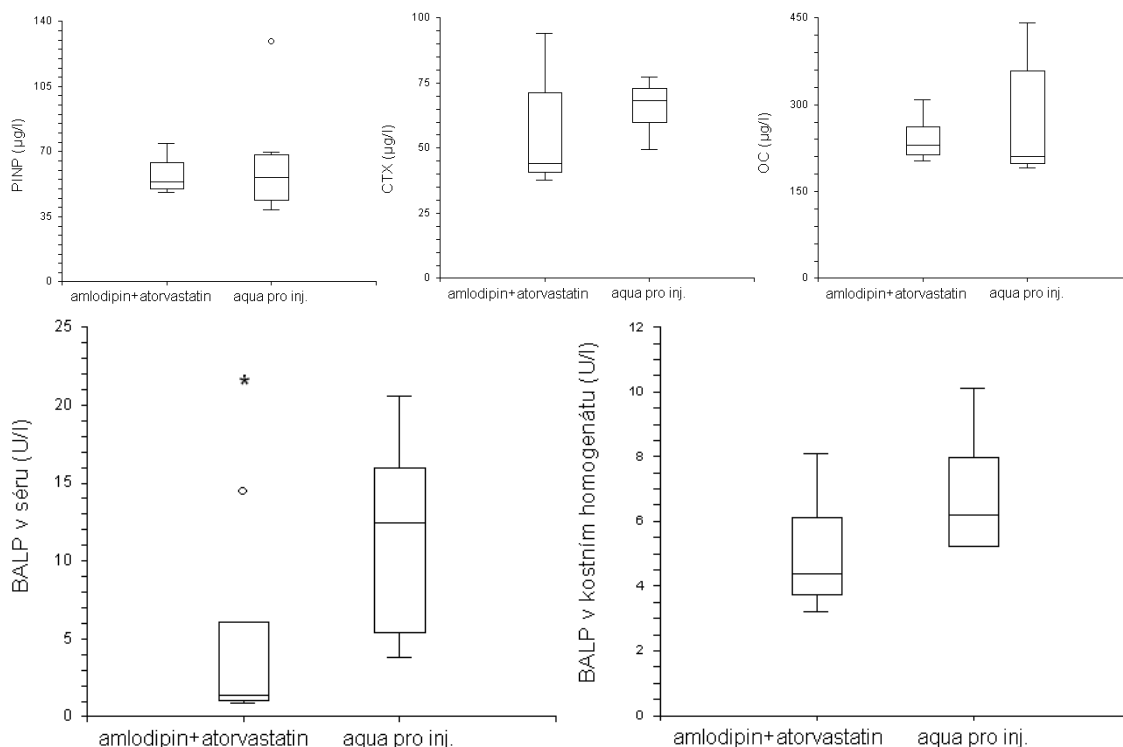 PINP (µg/l)
140
105
70
35
0
amlodipin+atorvastatin
aqua pro inj.
CTX (µg/l)
100
75
50
25
0
amlodipin+atorvastatin
aqua pro inj.
OC (µg/l)
450
300
150
0
amlodipin+atorvastatin
aqua pro inj.
BALP v séru (U/l)
25
20
15
10
5
0
*
amlodipin+atorvastatin
aqua pro inj.
BALP v kostním homogenátu (U/l)
12
10
8
6
4
2
0
amlodipin+atorvastatin
aqua pro inj.